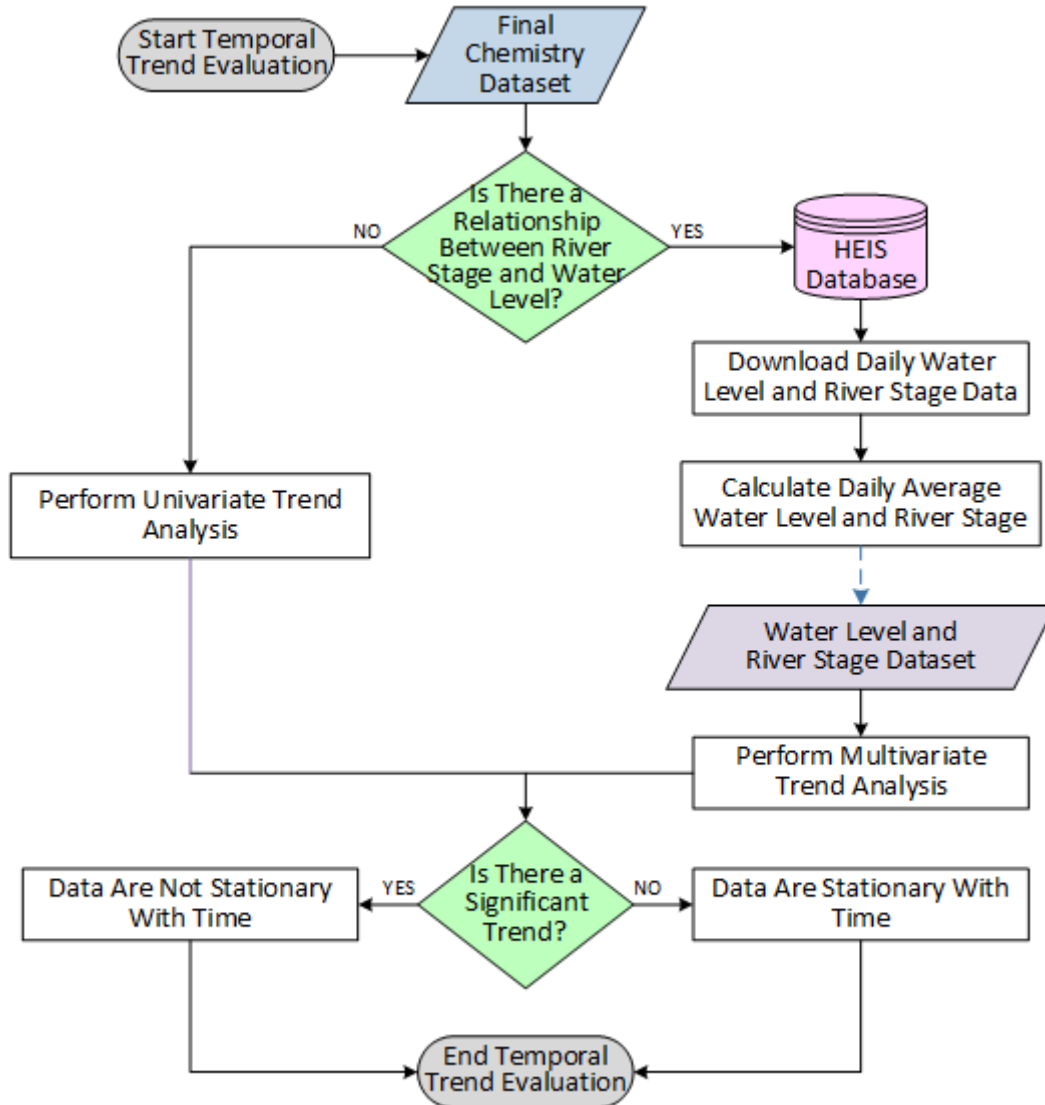 Start Temporal
Trend Evaluation
Final
Chemistry
Dataset
Is There a
Relationship
Between River
Stage and Water
Level?
NO
YES
HEIS
Database
Download Daily Water
Level and River Stage Data
Calculate Daily Average
Water Level and River Stage
Perform Univariate Trend
Analysis
Water Level and
River Stage Dataset
Perform Multivariate
Trend Analysis
Is There a
Significant
Trend?
YES
NO
Data Are Not Stationary
With Time
Data Are Stationary With
Time
End Temporal
Trend Evaluation